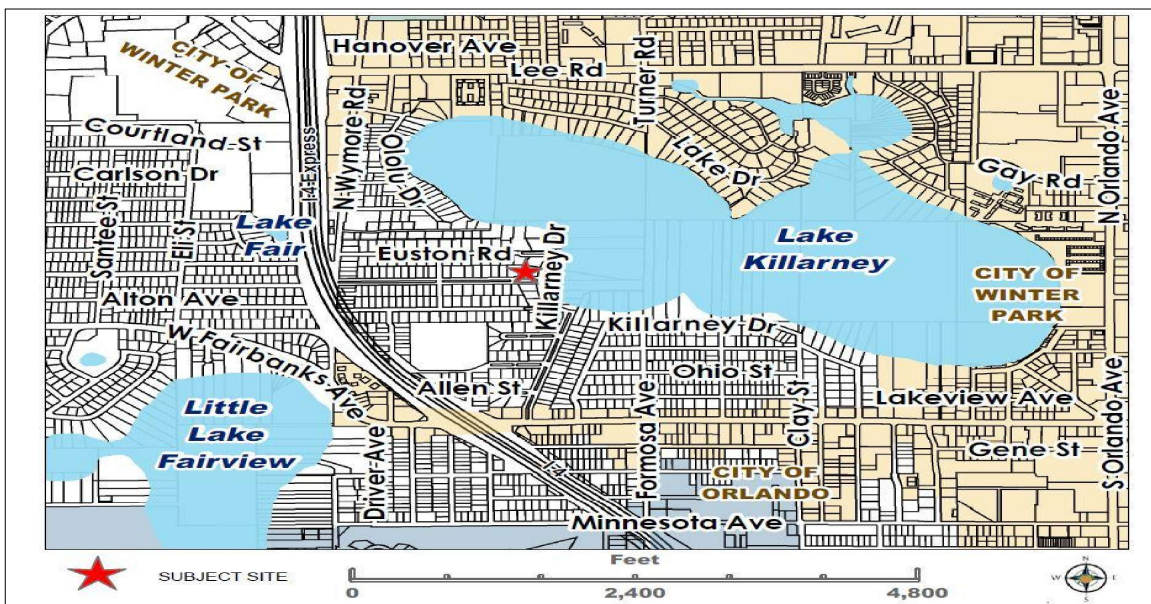 CITY OF
WINTER PARK
Hanover Ave
Lee Rd
Turner Rd
N Orlando Ave
Courtland St
I-4 Express
N Wymore Rd
Olou Dr
Lake Dr
Gay Rd
Carlson Dr
Santee St
Eli St
Lake
Fair
Euston Rd
Killarney Dr
Lake
Killarney
CITY OF
WINTER
PARK
Alton Ave
W Fairbanks Ave
Killarney Dr
Ohio St
Allen St
Lakeview Ave
Little
Lake
Fairview
Driver Ave
I-4
Formosa Ave
Clay St
Gene St
S Orlando Ave
CITY OF
ORLANDO
Minnesota Ave
SUBJECT SITE
Feet
0
2,400
4,800
N
W
E
S